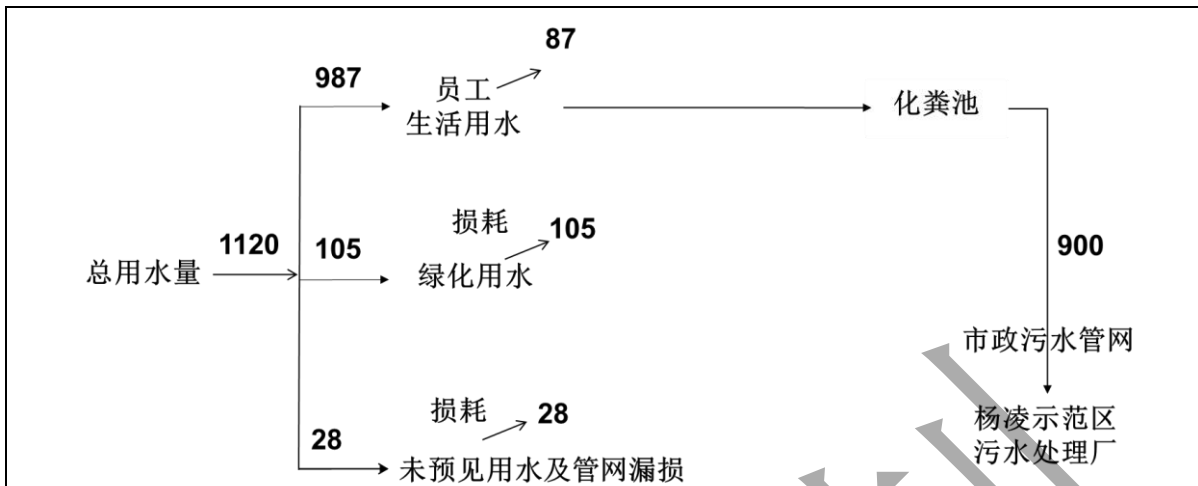 87
987
员工
生活用水
化粪池
损耗
105
1120
105
900
总用水量
绿化用水
市政污水管网
损耗
28
28
杨凌示范区
污水处理厂
未预见用水及管网漏损